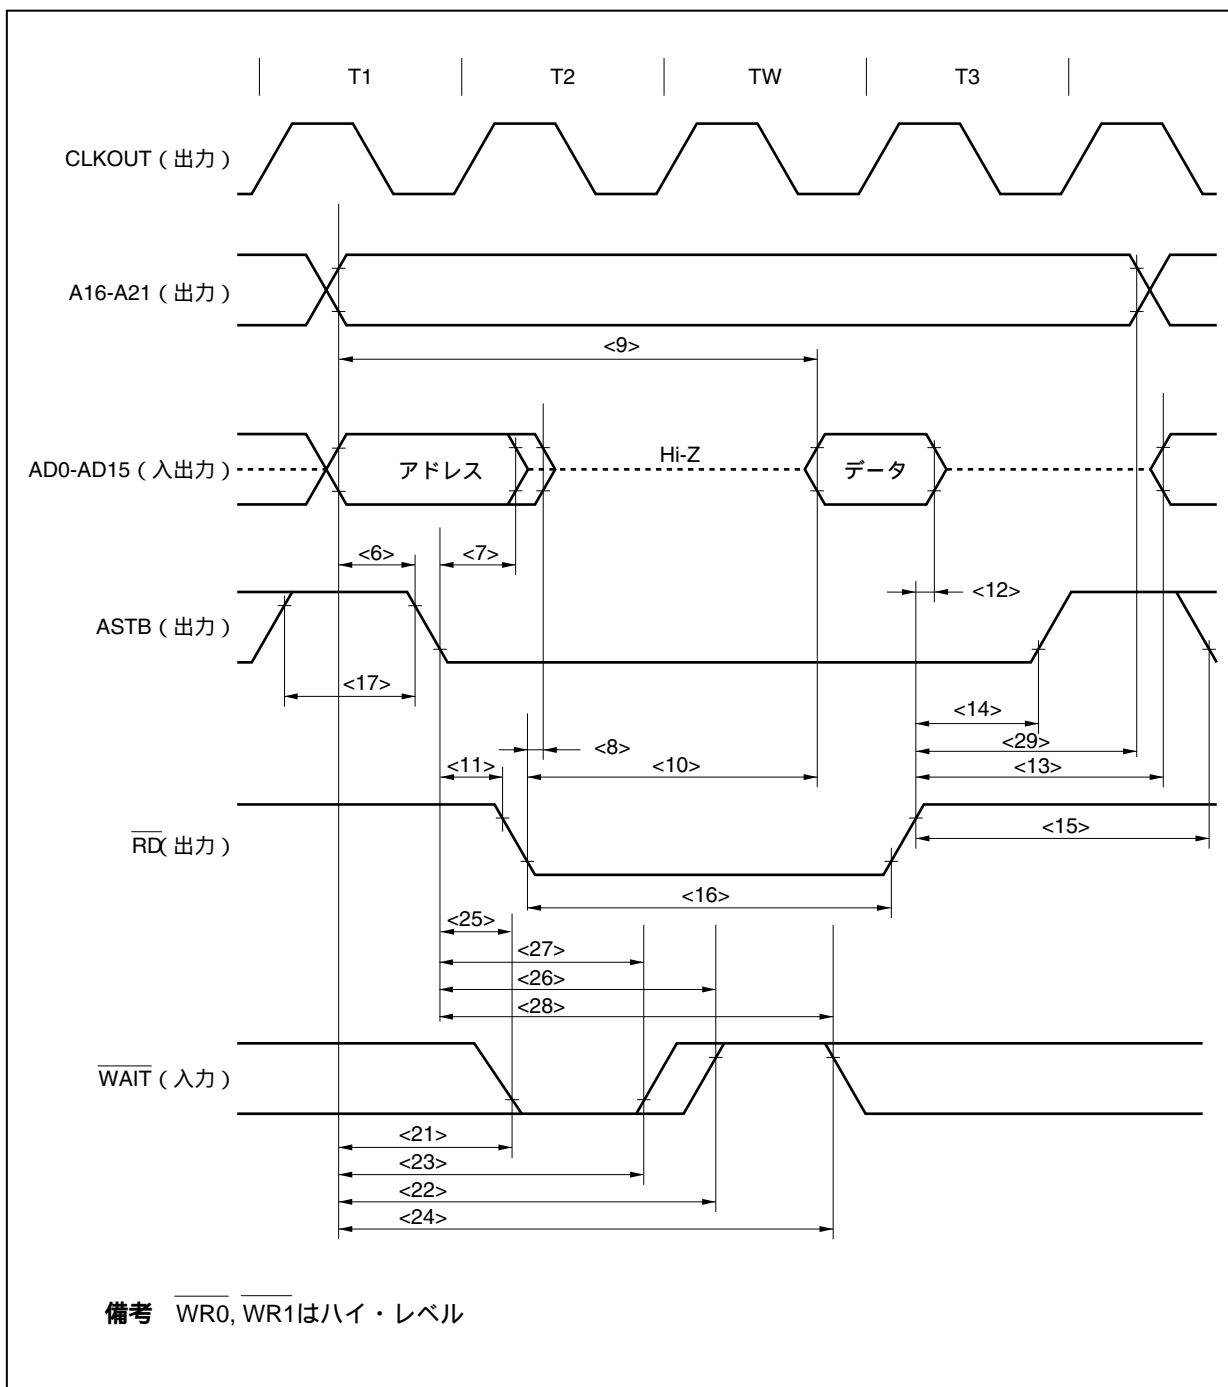 T1 T2 TW T3
CLKOUT（出力）
A16-A21（出力）
<9>
AD0-AD15（入出力）
アドレス
Hi-Z
データ
<6> <7>
<12>
ASTB（出力）
<17>
<14>
<8>
<29>
<11> <10> <13>
<15>
RD（出力）
<16>
<25>
<27>
<26>
<28>
WAIT（入力）
<21>
<23>
<22>
<24>
備考 WR0, WR1はハイ・レベル